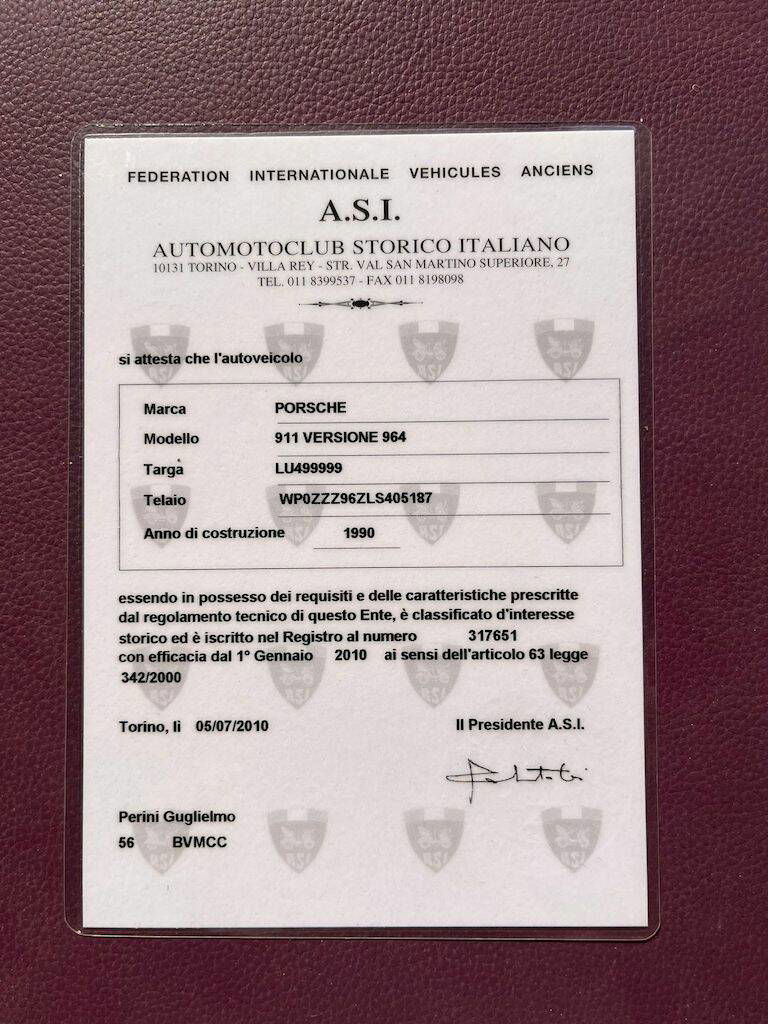 FEDERATION INTERNATIONALE VEHICULES ANCIENS
A.S.I.
AUTOMOTOCLUB STORICO ITALIANO
10131 TORINO - VILLA REY - STR. VAL SAN MARTINO SUPERIORE, 27
TEL. 011 8399537 - FAX 011 8198098
si attesta che l'autoveicolo
Marca PORSCHE
Modello 911 VERSIONE 964
Targa LU499999
Telaio WP0ZZZ96ZLS405187
Anno di costruzione 1990
essendo in possesso dei requisiti e delle caratteristiche prescritte
dal regolamento tecnico di questo Ente, è classificato d'interesse
storico ed è iscritto nel Registro al numero 317651
con efficacia dal 1° Gennaio 2010 ai sensi dell'articolo 63 legge
342/2000
Torino, li 05/07/2010 Il Presidente A.S.I.
Perini Guglielmo
56 BVMCC